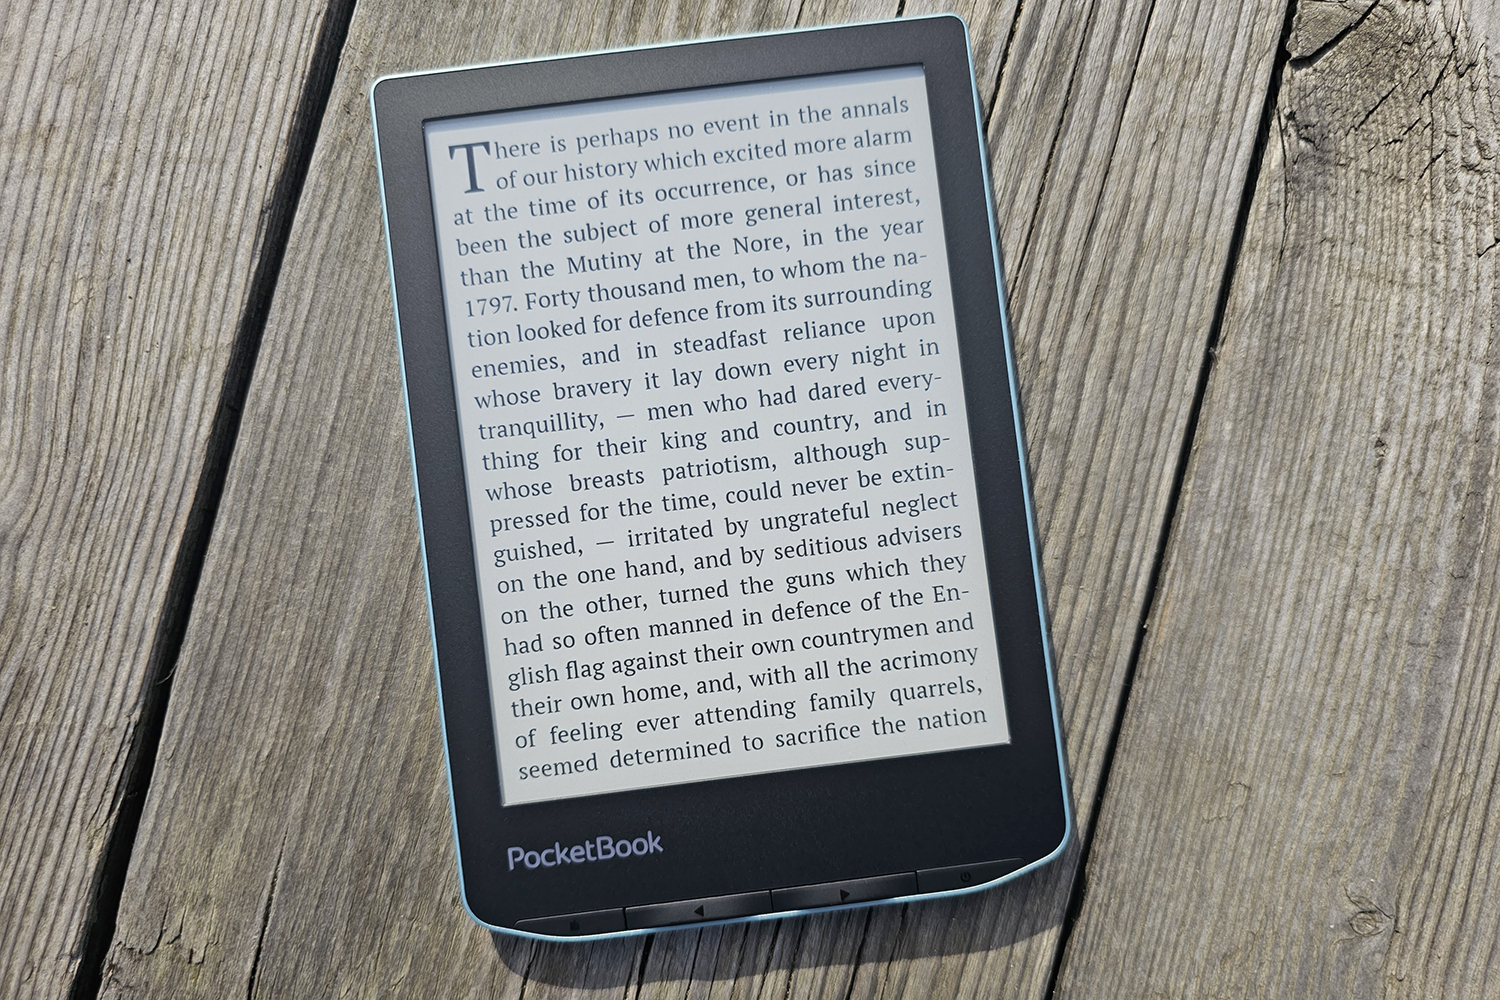 There is perhaps no event in the annals
of our history which excited more alarm
at the time of its occurrence, or has since
been the subject of more general interest,
than the Mutiny at the Nore, in the year
1797. Forty thousand men, to whom the na-
tion looked for defence from its surrounding
enemies, and in steadfast reliance upon
whose bravery it lay down every night in
tranquillity, — men who had dared every-
thing for their king and country, and in
whose breasts patriotism, although sup-
pressed for the time, could never be extin-
guished, — irritated by ungrateful neglect
on the one hand, and by seditious advisers
on the other, turned the guns which they
had so often manned in defence of the En-
glish flag against their own countrymen and
their own home, and, with all the acrimony
of feeling ever attending family quarrels,
seemed determined to sacrifice the nation
PocketBook